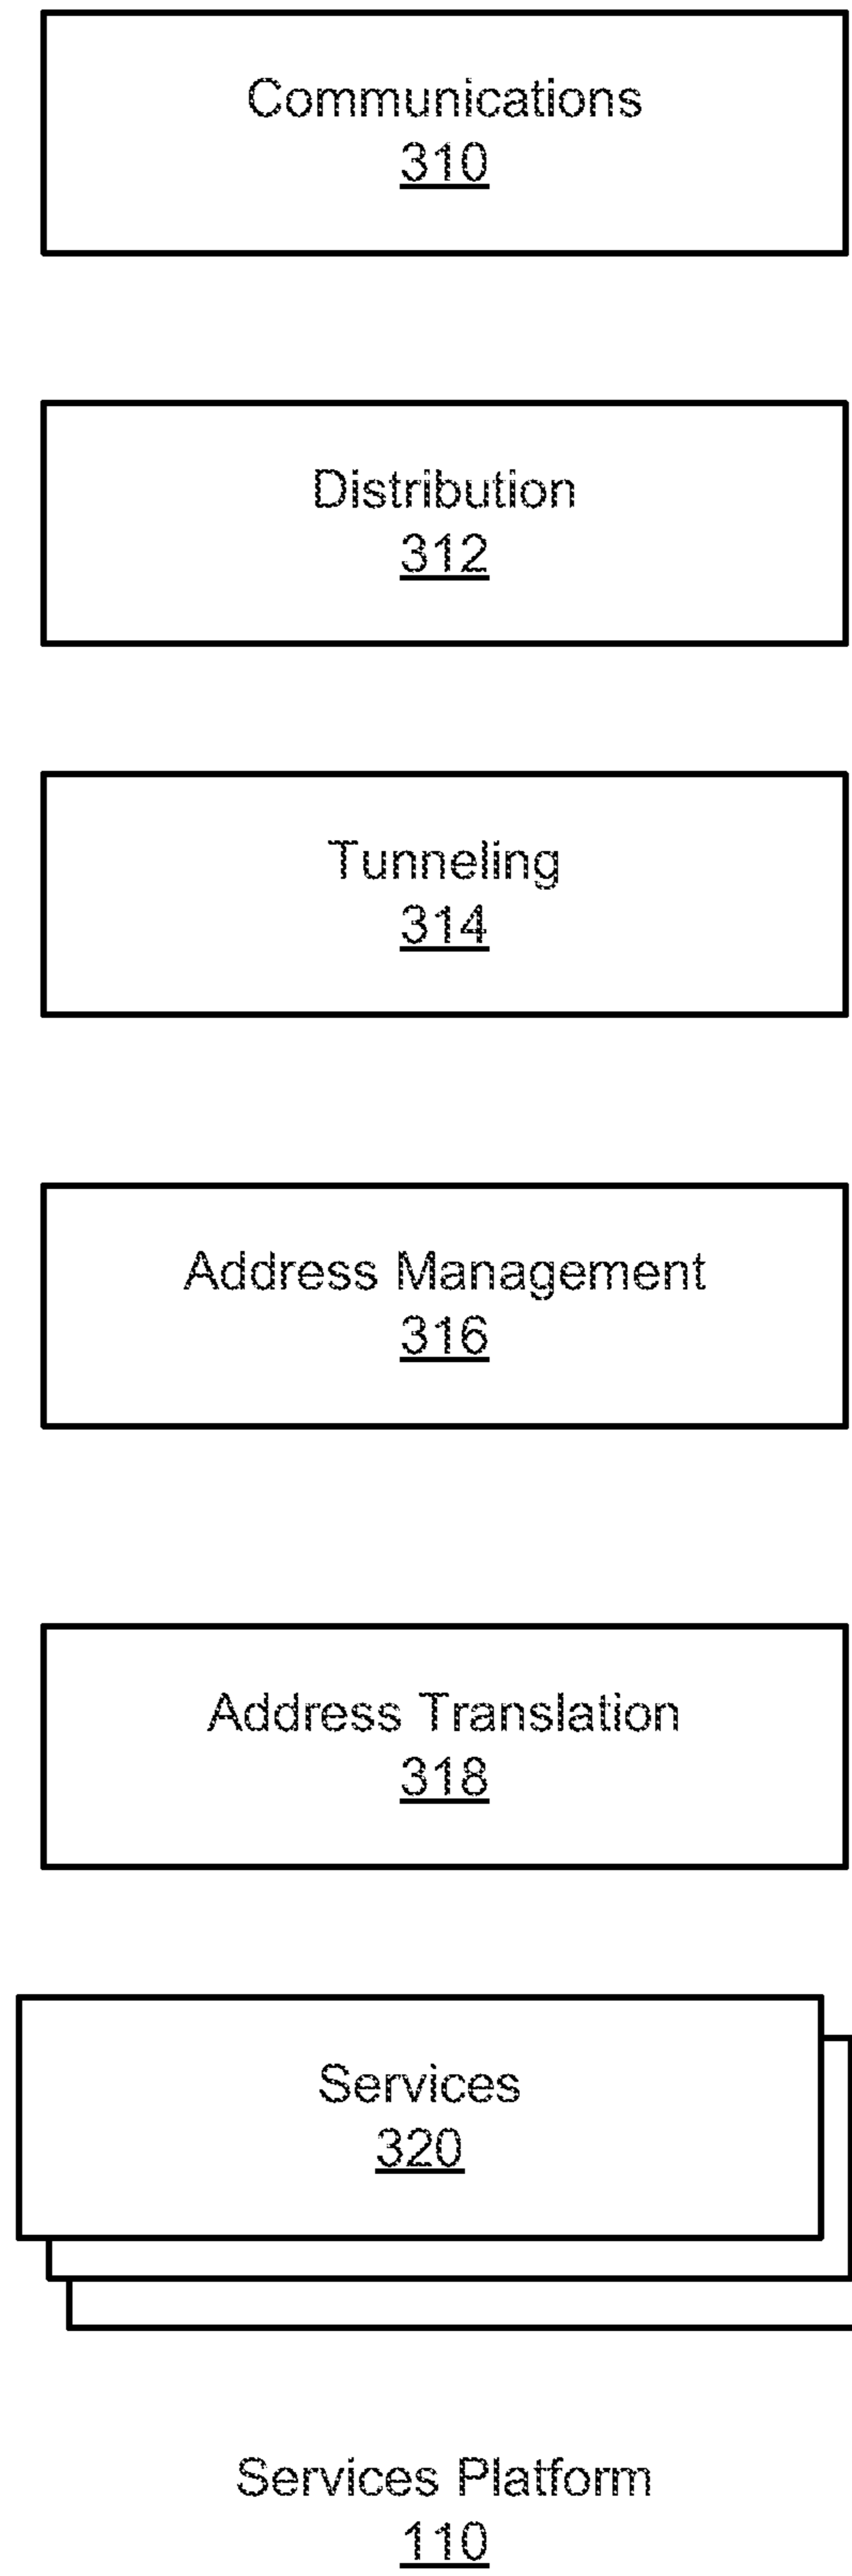 Communications
310
Distribution
312
Tunneling
314
Address Management
316
Address Translation
318
Services
320
Services Platform
110